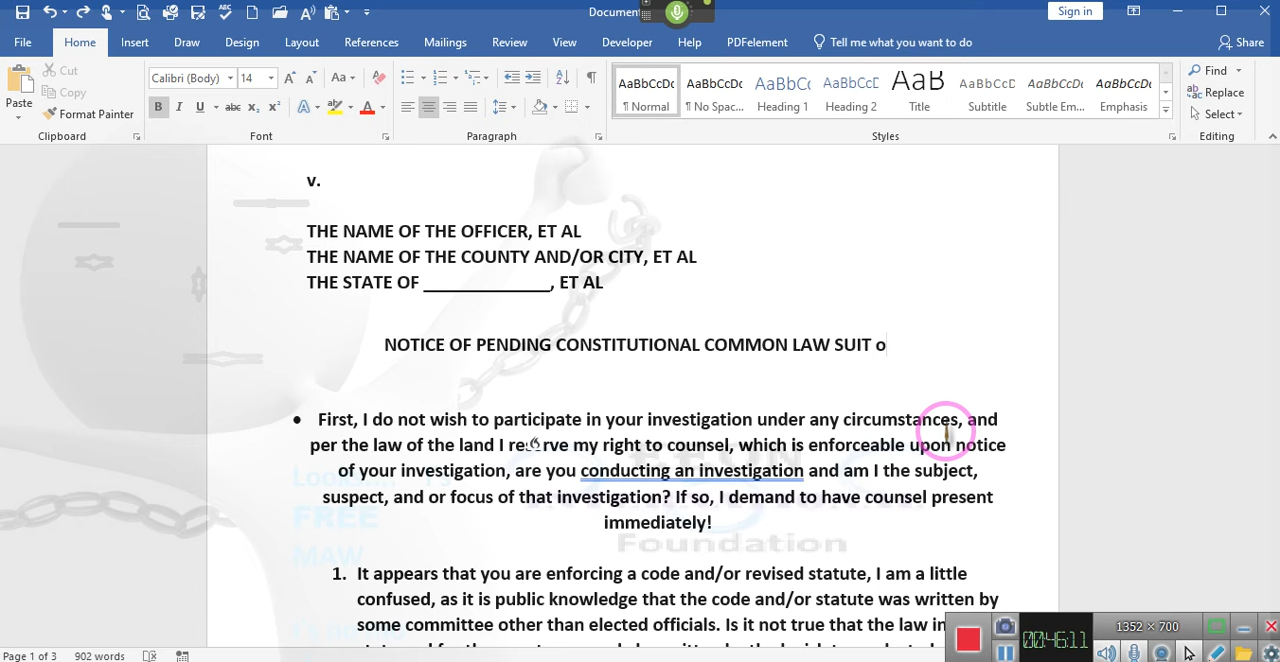 Document
Sign in
File Home Insert Draw Design Layout References Mailings Review View Developer Help PDFelement Tell me what you want to do Share
Paste
Cut
Copy
Format Painter
Clipboard
Calibri (Body) 14
Font
Paragraph
AaBbCcDc AaBbCcDc AaBbCcD AaBbCcD AaB AaBbCcD AaBbCcDc AaBbCcDc
¶ Normal ¶ No Spac... Heading 1 Heading 2 Title Subtitle Subtle Em... Emphasis
Styles
Find
Replace
Select
Editing
v.
THE NAME OF THE OFFICER, ET AL
THE NAME OF THE COUNTY AND/OR CITY, ET AL
THE STATE OF _____________, ET AL
NOTICE OF PENDING CONSTITUTIONAL COMMON LAW SUIT o
• First, I do not wish to participate in your investigation under any circumstances, and
per the law of the land I reserve my right to counsel, which is enforceable upon notice
of your investigation, are you conducting an investigation and am I the subject,
suspect, and or focus of that investigation? If so, I demand to have counsel present
immediately!
FREE
MAW
Foundation
1. It appears that you are enforcing a code and/or revised statute, I am a little
confused, as it is public knowledge that the code and/or statute was written by
some committee other than elected officials. Is it not true that the law in
1352 x 700
00:46:11
Page 1 of 3 902 words